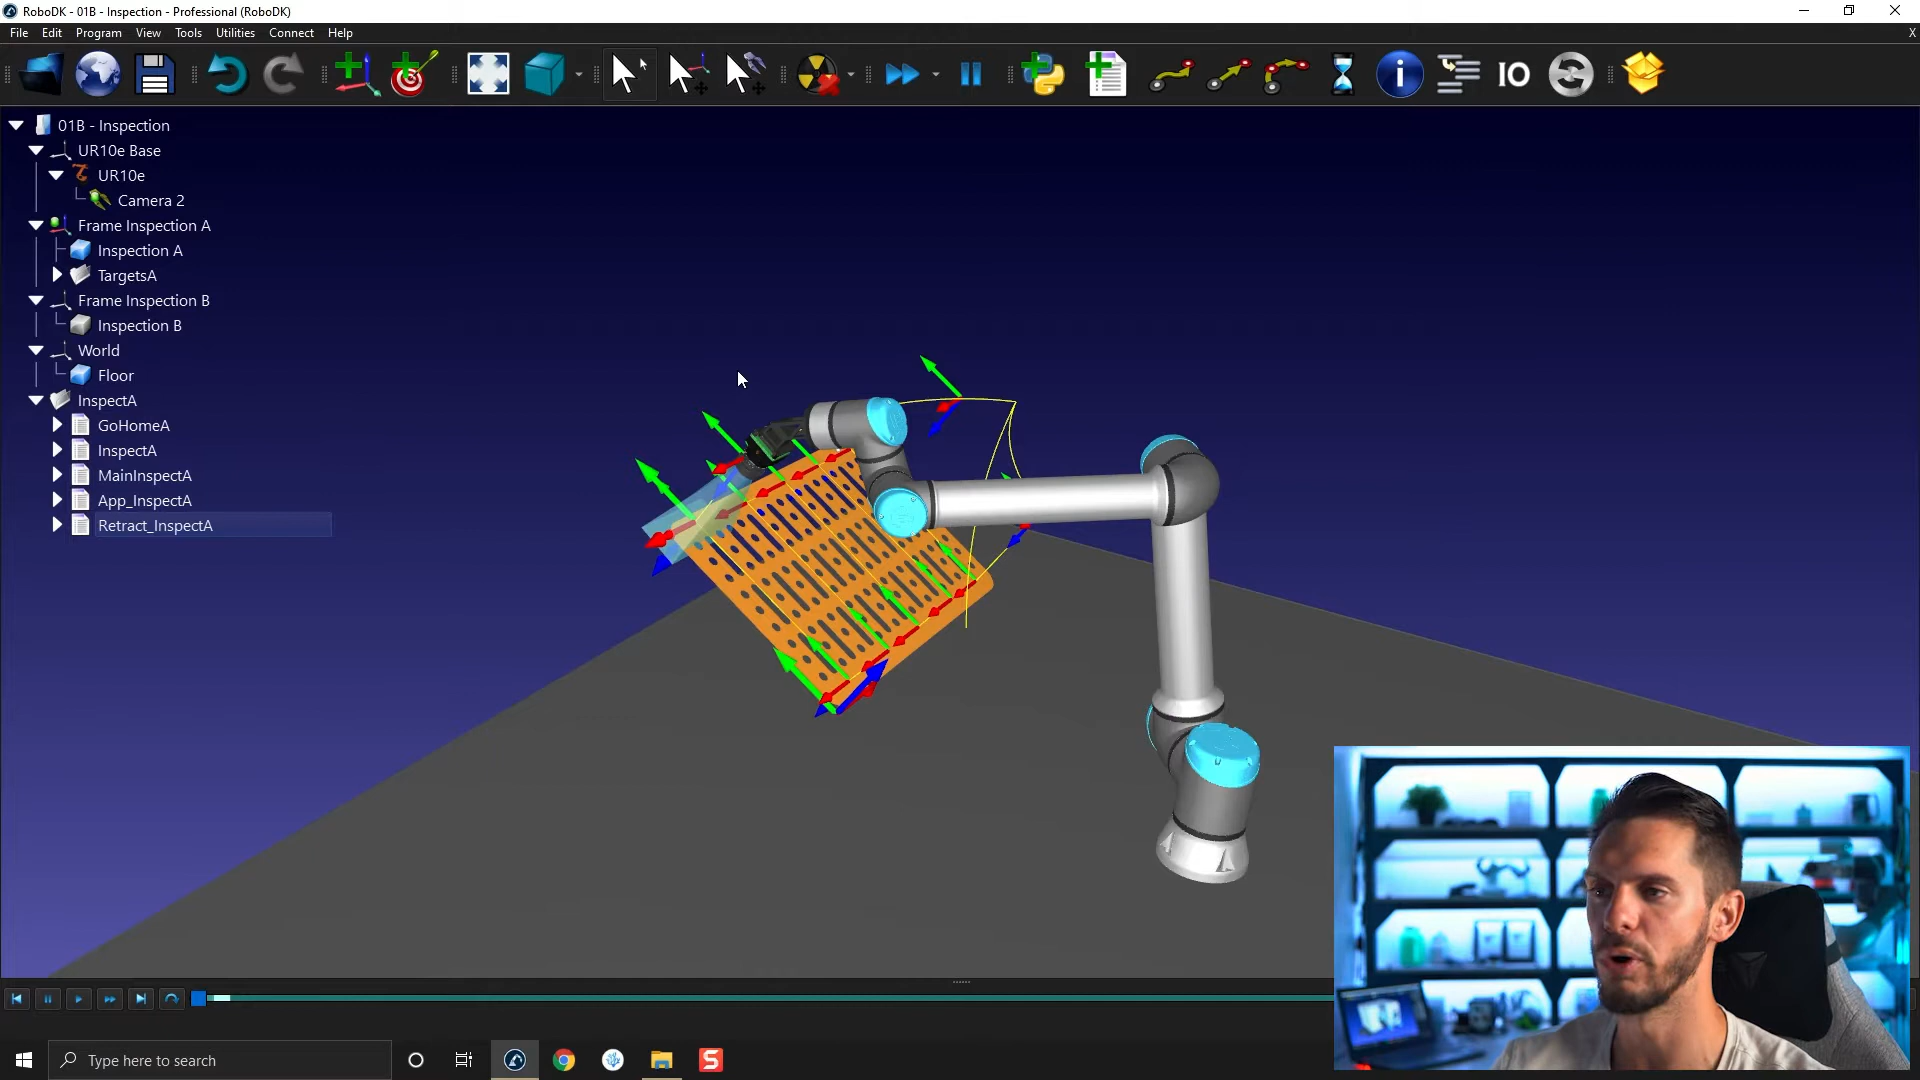 RoboDK - 01B - Inspection - Professional (RoboDK)
File Edit Program View Tools Utilities Connect Help X
IO
01B - Inspection
UR10e Base
UR10e
Camera 2
Frame Inspection A
Inspection A
TargetsA
Frame Inspection B
Inspection B
World
Floor
InspectA
GoHomeA
InspectA
MainInspectA
App_InspectA
Retract_InspectA
Type here to search
S